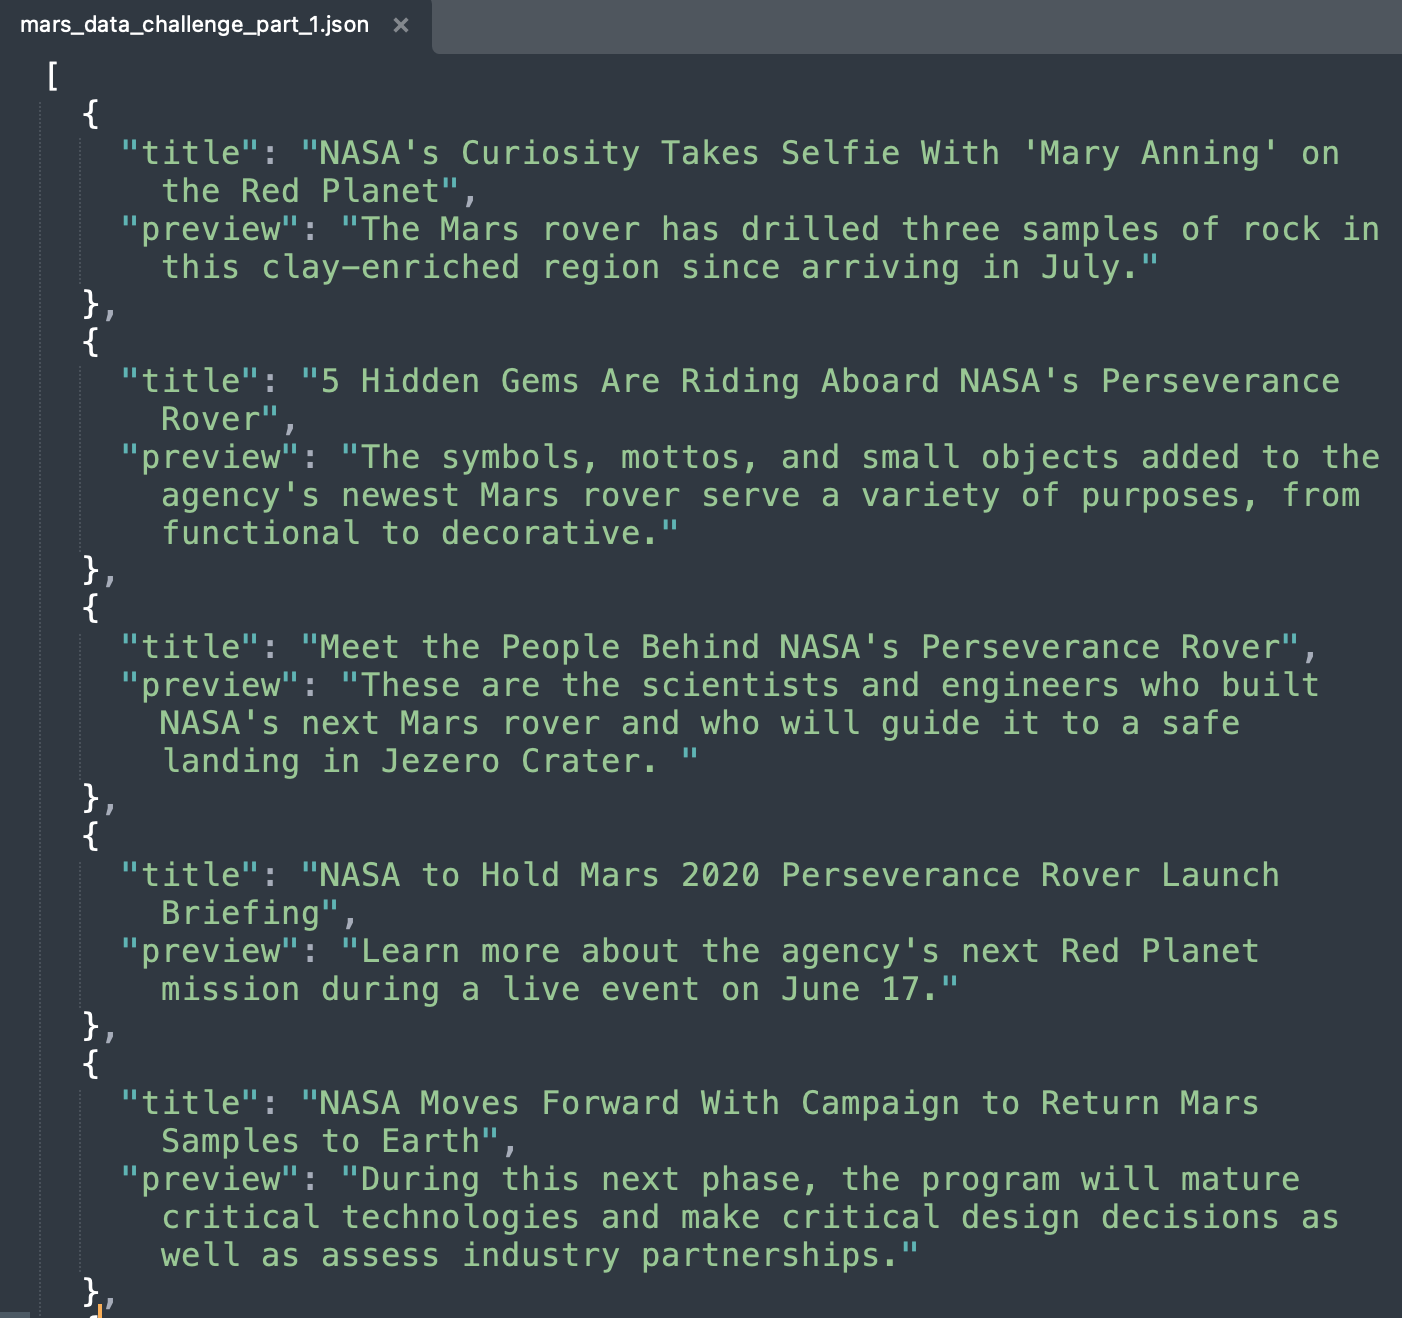 mars_data_challenge_part_1.json ×
[
{
"title": "NASA's Curiosity Takes Selfie With 'Mary Anning' on
the Red Planet",
"preview": "The Mars rover has drilled three samples of rock in
this clay-enriched region since arriving in July."
},
{
"title": "5 Hidden Gems Are Riding Aboard NASA's Perseverance
Rover",
"preview": "The symbols, mottos, and small objects added to the
agency's newest Mars rover serve a variety of purposes, from
functional to decorative."
},
{
"title": "Meet the People Behind NASA's Perseverance Rover",
"preview": "These are the scientists and engineers who built
NASA's next Mars rover and who will guide it to a safe
landing in Jezero Crater. "
},
{
"title": "NASA to Hold Mars 2020 Perseverance Rover Launch
Briefing",
"preview": "Learn more about the agency's next Red Planet
mission during a live event on June 17."
},
{
"title": "NASA Moves Forward With Campaign to Return Mars
Samples to Earth",
"preview": "During this next phase, the program will mature
critical technologies and make critical design decisions as
well as assess industry partnerships."
},